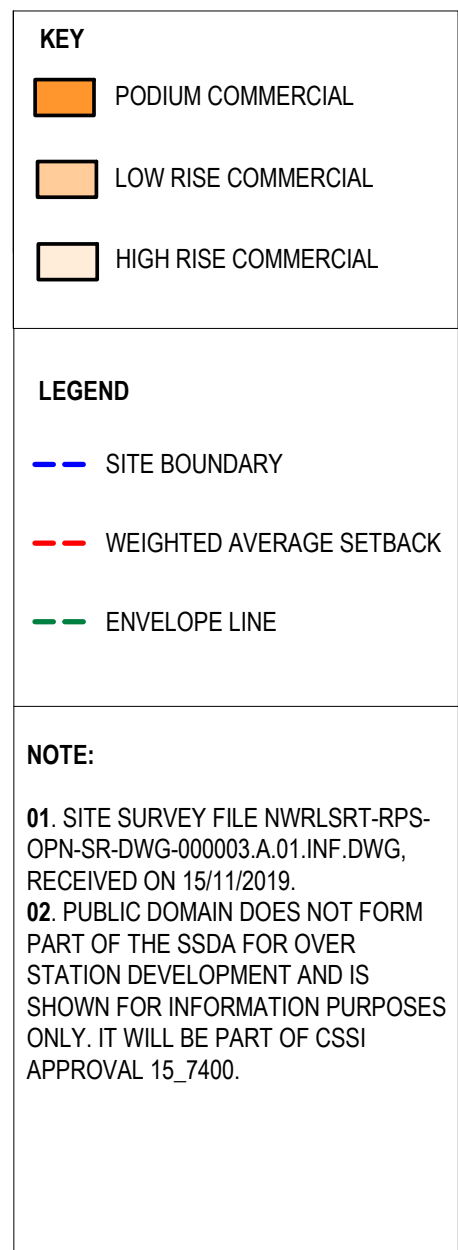 KEY
PODIUM COMMERCIAL
LOW RISE COMMERCIAL
HIGH RISE COMMERCIAL
LEGEND
SITE BOUNDARY
WEIGHTED AVERAGE SETBACK
ENVELOPE LINE
NOTE:
01. SITE SURVEY FILE NWRLSRT-RPS-
OPN-SR-DWG-000003.A.01.INF.DWG,
RECEIVED ON 15/11/2019.
02. PUBLIC DOMAIN DOES NOT FORM
PART OF THE SSDA FOR OVER
STATION DEVELOPMENT AND IS
SHOWN FOR INFORMATION PURPOSES
ONLY. IT WILL BE PART OF CSSI
APPROVAL 15_7400.